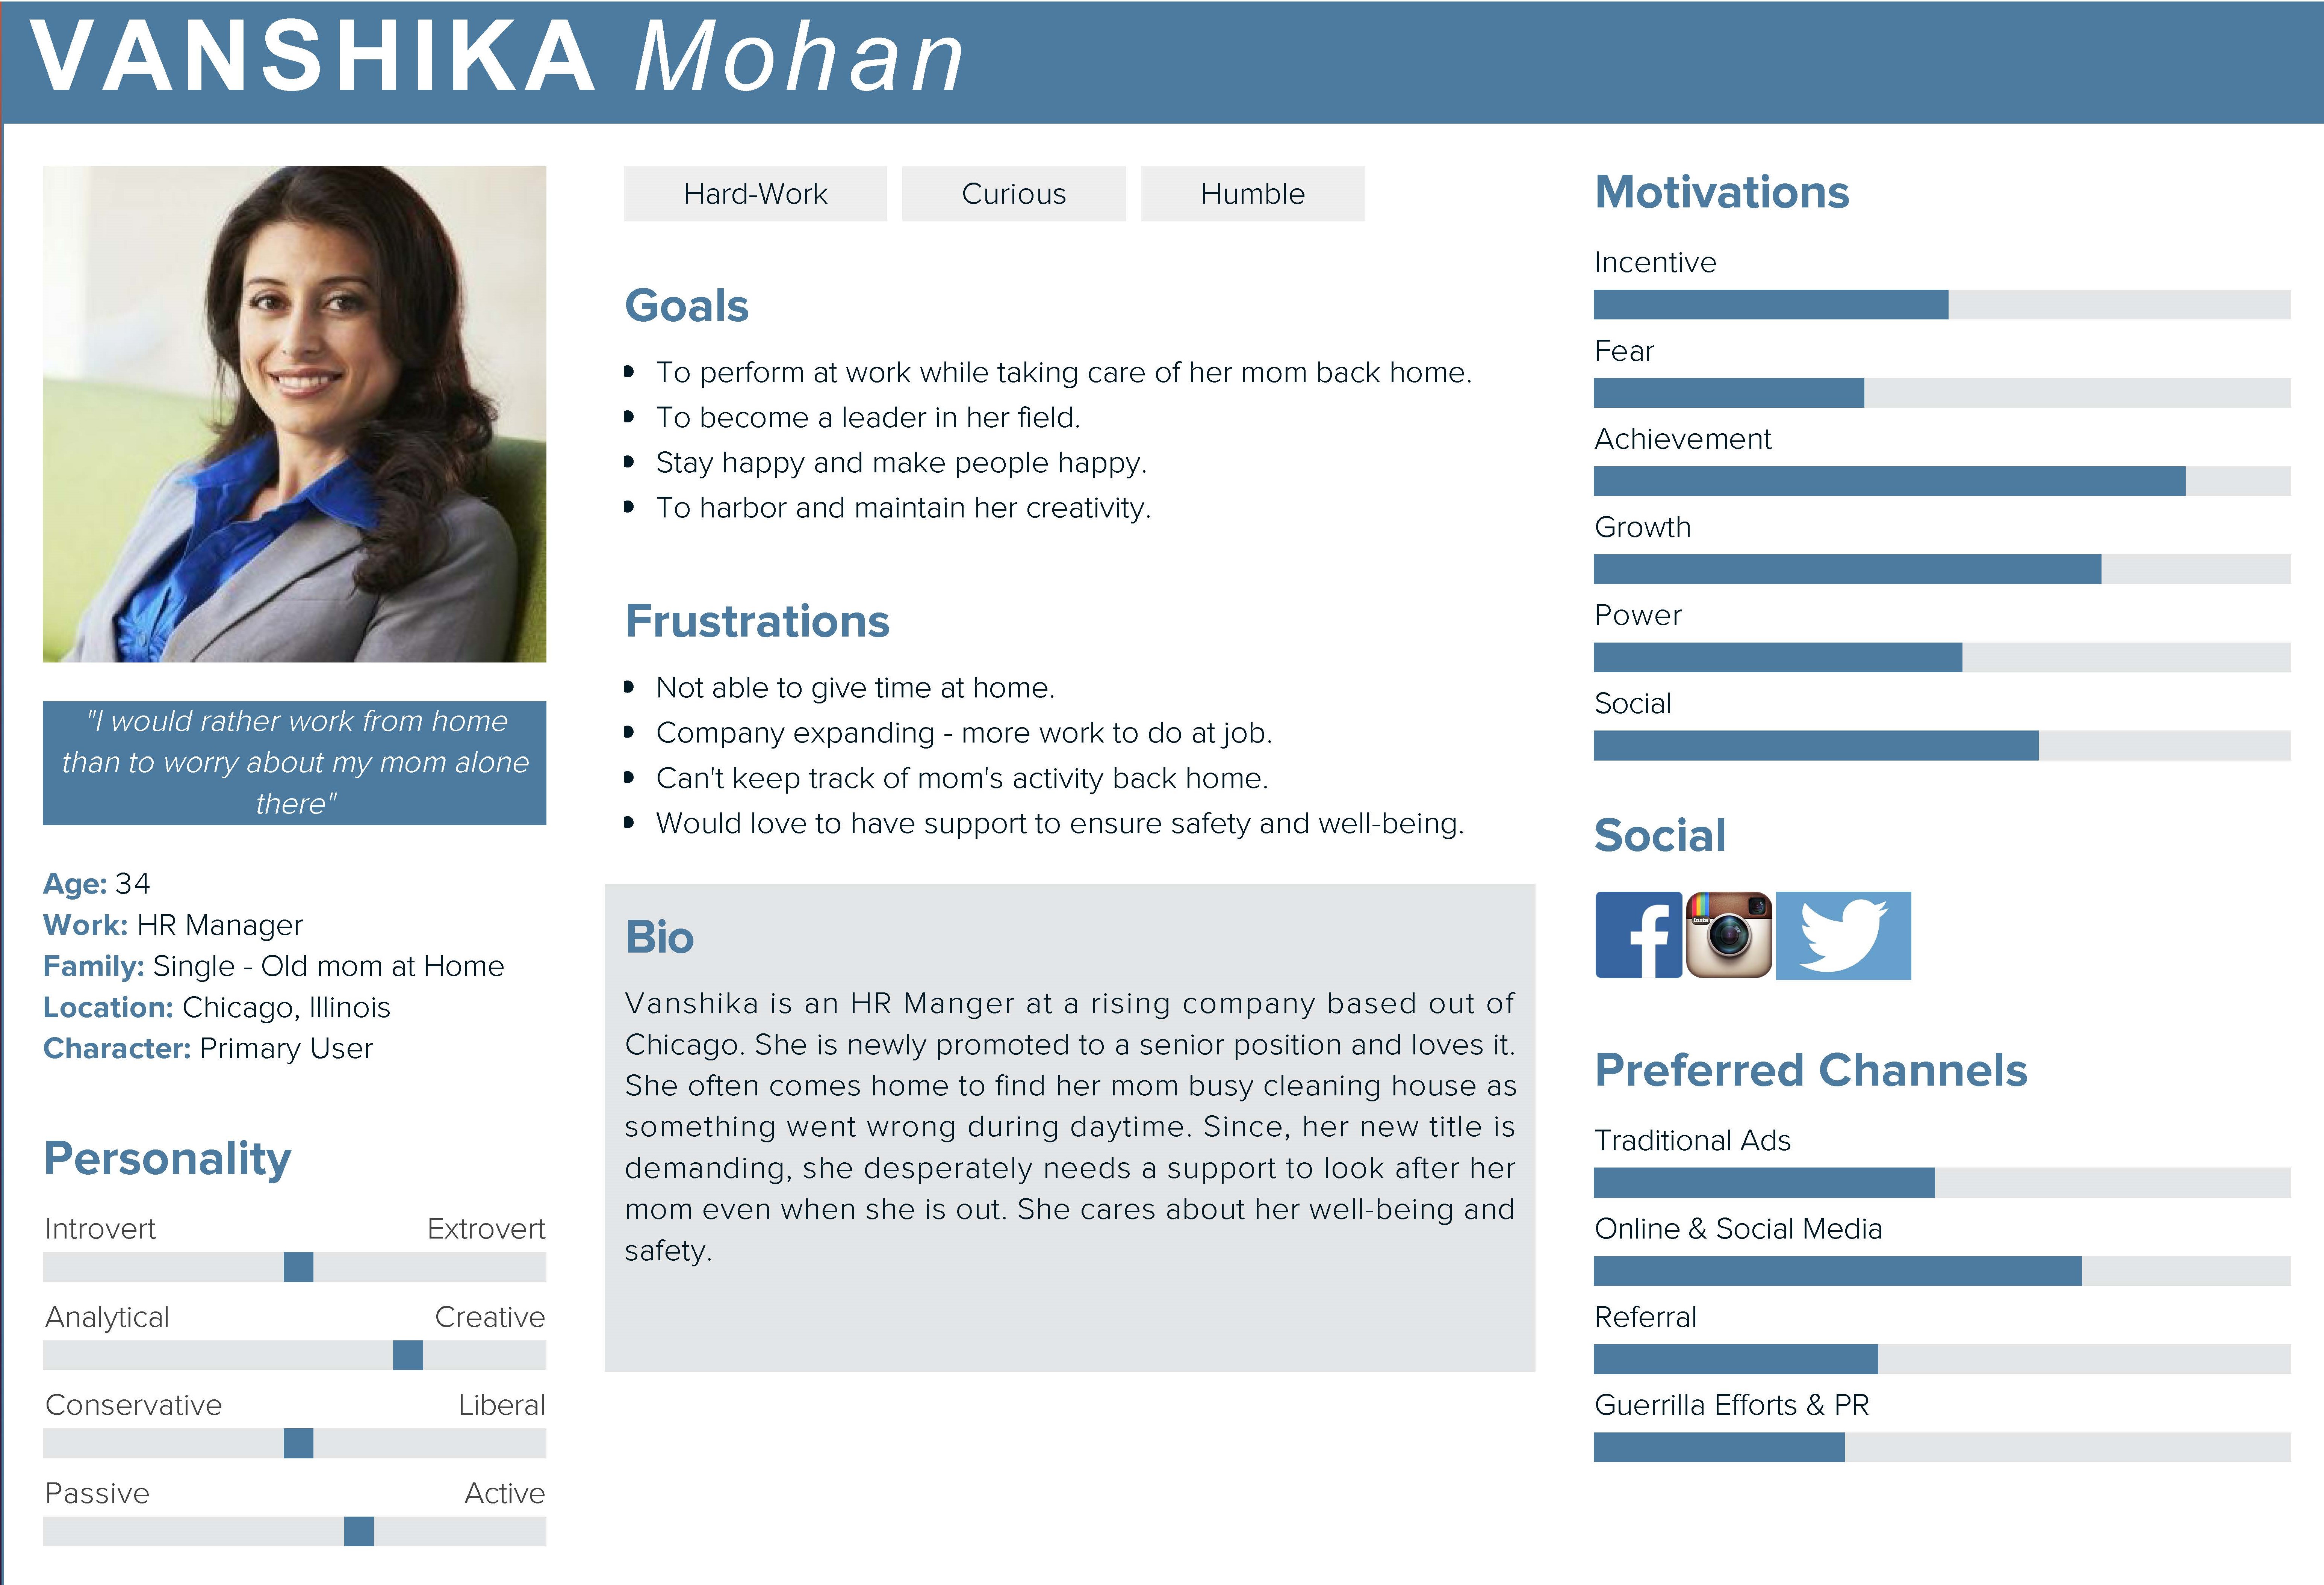 VANSHIKA Mohan
"I would rather work from home
than to worry about my mom alone
there"
Age: 34
Work: HR Manager
Family: Single - Old mom at Home
Location: Chicago, Illinois
Character: Primary User
Personality
Introvert Extrovert
Analytical Creative
Conservative Liberal
Passive Active
Hard-Work Curious Humble
Goals
To perform at work while taking care of her mom back home.
To become a leader in her field.
Stay happy and make people happy.
To harbor and maintain her creativity.
Frustrations
Not able to give time at home.
Company expanding - more work to do at job.
Can't keep track of mom's activity back home.
Would love to have support to ensure safety and well-being.
Bio
Vanshika is an HR Manger at a rising company based out of
Chicago. She is newly promoted to a senior position and loves it.
She often comes home to find her mom busy cleaning house as
something went wrong during daytime. Since, her new title is
demanding, she desperately needs a support to look after her
mom even when she is out. She cares about her well-being and
safety.
Motivations
Incentive
Fear
Achievement
Growth
Power
Social
Social
f
Insta
Preferred Channels
Traditional Ads
Online & Social Media
Referral
Guerrilla Efforts & PR